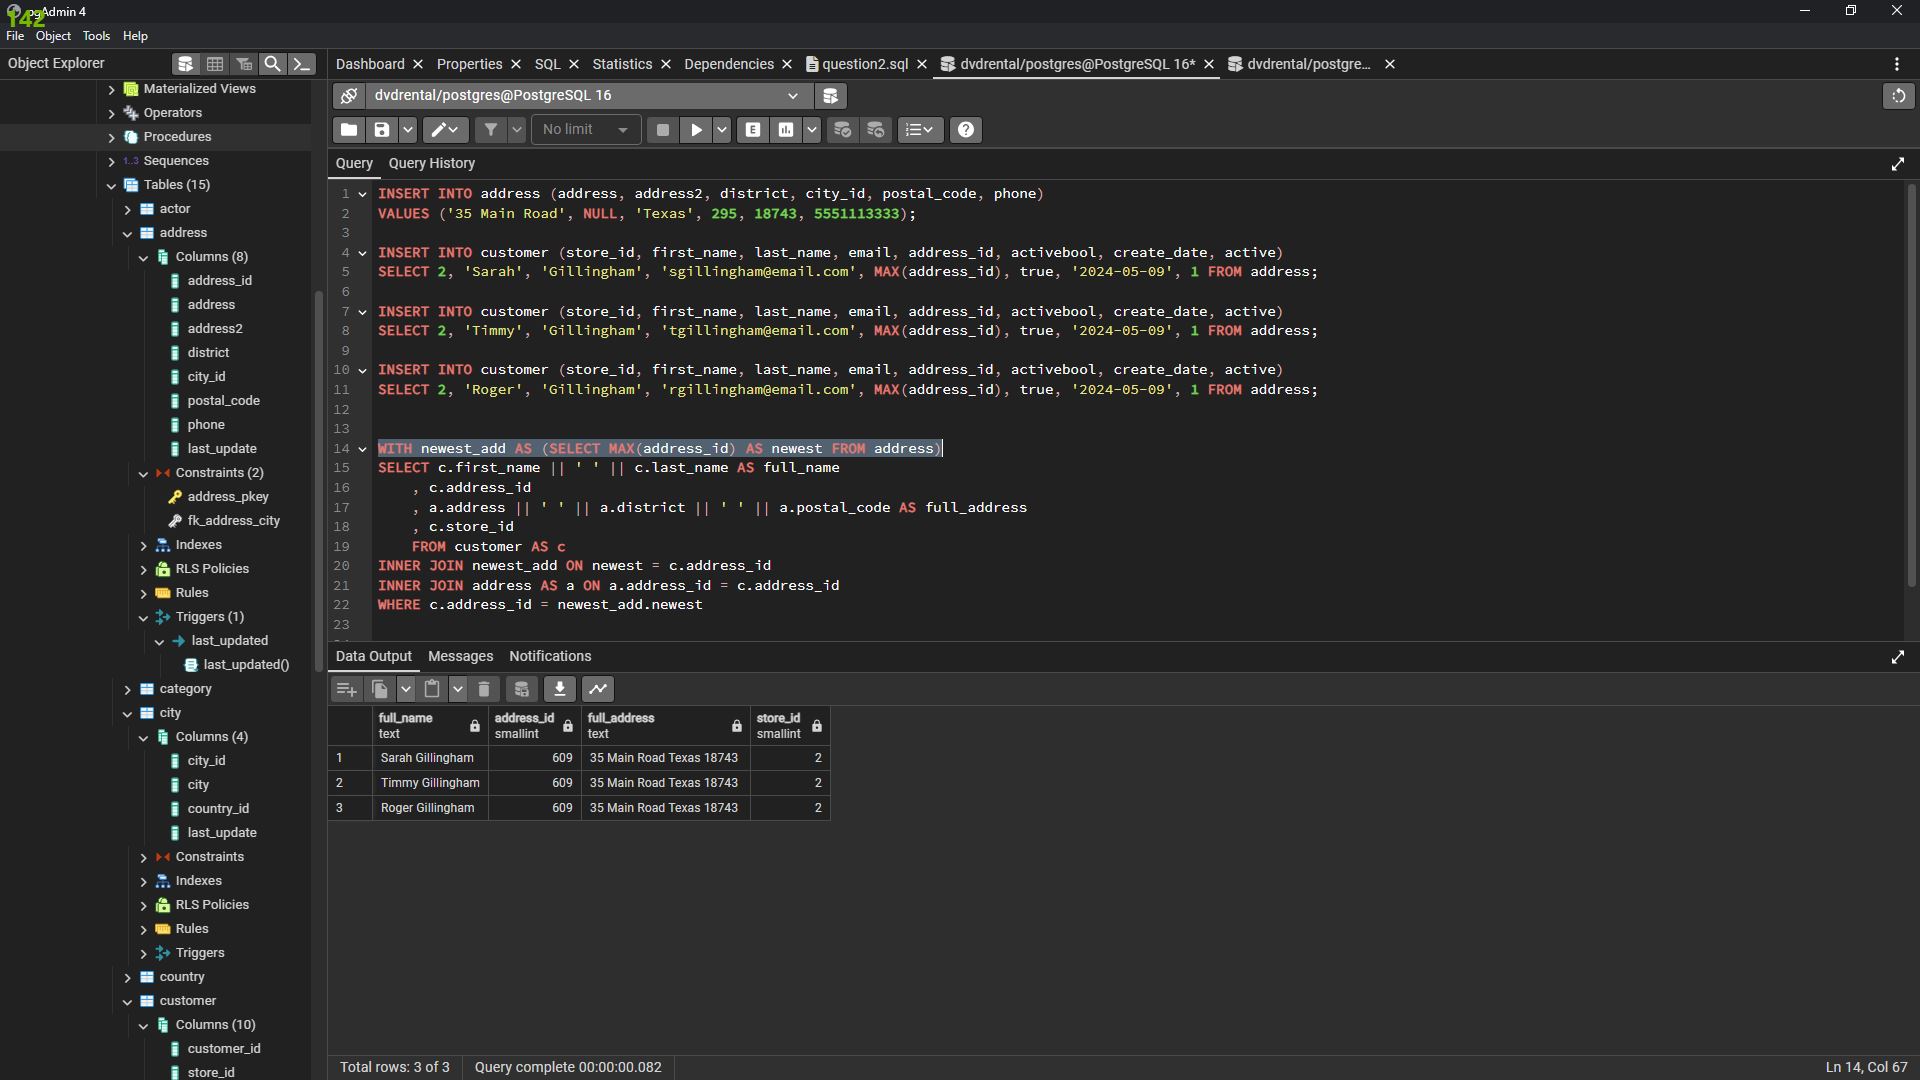 142
pgAdmin 4
File Object Tools Help
Object Explorer
Materialized Views
Operators
Procedures
1..3 Sequences
Tables (15)
actor
address
Columns (8)
address_id
address
address2
district
city_id
postal_code
phone
last_update
Constraints (2)
address_pkey
fk_address_city
Indexes
RLS Policies
Rules
Triggers (1)
last_updated
last_updated()
category
city
Columns (4)
city_id
city
country_id
last_update
Constraints
Indexes
RLS Policies
Rules
Triggers
country
customer
Columns (10)
customer_id
store_id
Dashboard Properties SQL Statistics Dependencies question2.sql dvdrental/postgres@PostgreSQL 16* dvdrental/postgre...
dvdrental/postgres@PostgreSQL 16
No limit E
Query Query History
1 INSERT INTO address (address, address2, district, city_id, postal_code, phone)
2 VALUES ('35 Main Road', NULL, 'Texas', 295, 18743, 5551113333);
3
4 INSERT INTO customer (store_id, first_name, last_name, email, address_id, activebool, create_date, active)
5 SELECT 2, 'Sarah', 'Gillingham', 'sgillingham@email.com', MAX(address_id), true, '2024-05-09', 1 FROM address;
6
7 INSERT INTO customer (store_id, first_name, last_name, email, address_id, activebool, create_date, active)
8 SELECT 2, 'Timmy', 'Gillingham', 'tgillingham@email.com', MAX(address_id), true, '2024-05-09', 1 FROM address;
9
10 INSERT INTO customer (store_id, first_name, last_name, email, address_id, activebool, create_date, active)
11 SELECT 2, 'Roger', 'Gillingham', 'rgillingham@email.com', MAX(address_id), true, '2024-05-09', 1 FROM address;
12
13
14 WITH newest_add AS (SELECT MAX(address_id) AS newest FROM address)
15 SELECT c.first_name || ' ' || c.last_name AS full_name
16 , c.address_id
17 , a.address || ' ' || a.district || ' ' || a.postal_code AS full_address
18 , c.store_id
19 FROM customer AS c
20 INNER JOIN newest_add ON newest = c.address_id
21 INNER JOIN address AS a ON a.address_id = c.address_id
22 WHERE c.address_id = newest_add.newest
23
Data Output Messages Notifications
full_name address_id full_address store_id
text smallint text smallint
1 Sarah Gillingham 609 35 Main Road Texas 18743 2
2 Timmy Gillingham 609 35 Main Road Texas 18743 2
3 Roger Gillingham 609 35 Main Road Texas 18743 2
Total rows: 3 of 3 Query complete 00:00:00.082 Ln 14, Col 67